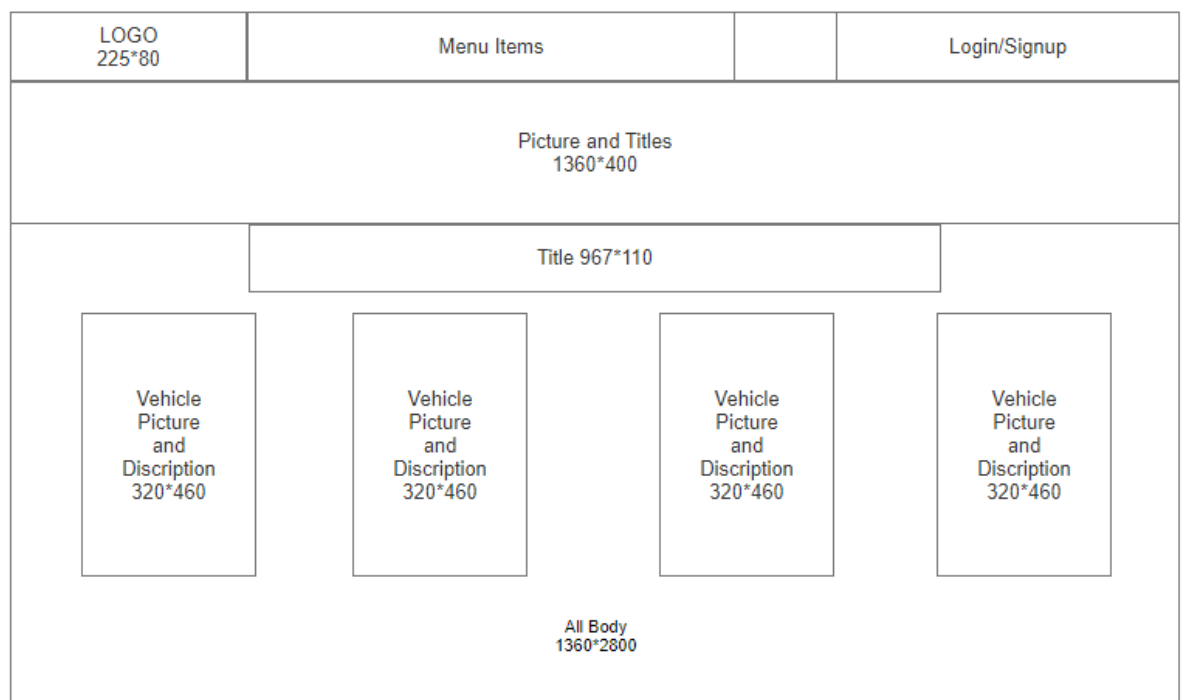 LOGO
225*80
Menu Items
Login/Signup
Picture and Titles
1360*400
Title 967*110
Vehicle
Picture
and
Discription
320*460
Vehicle
Picture
and
Discription
320*460
Vehicle
Picture
and
Discription
320*460
Vehicle
Picture
and
Discription
320*460
All Body
1360*2800